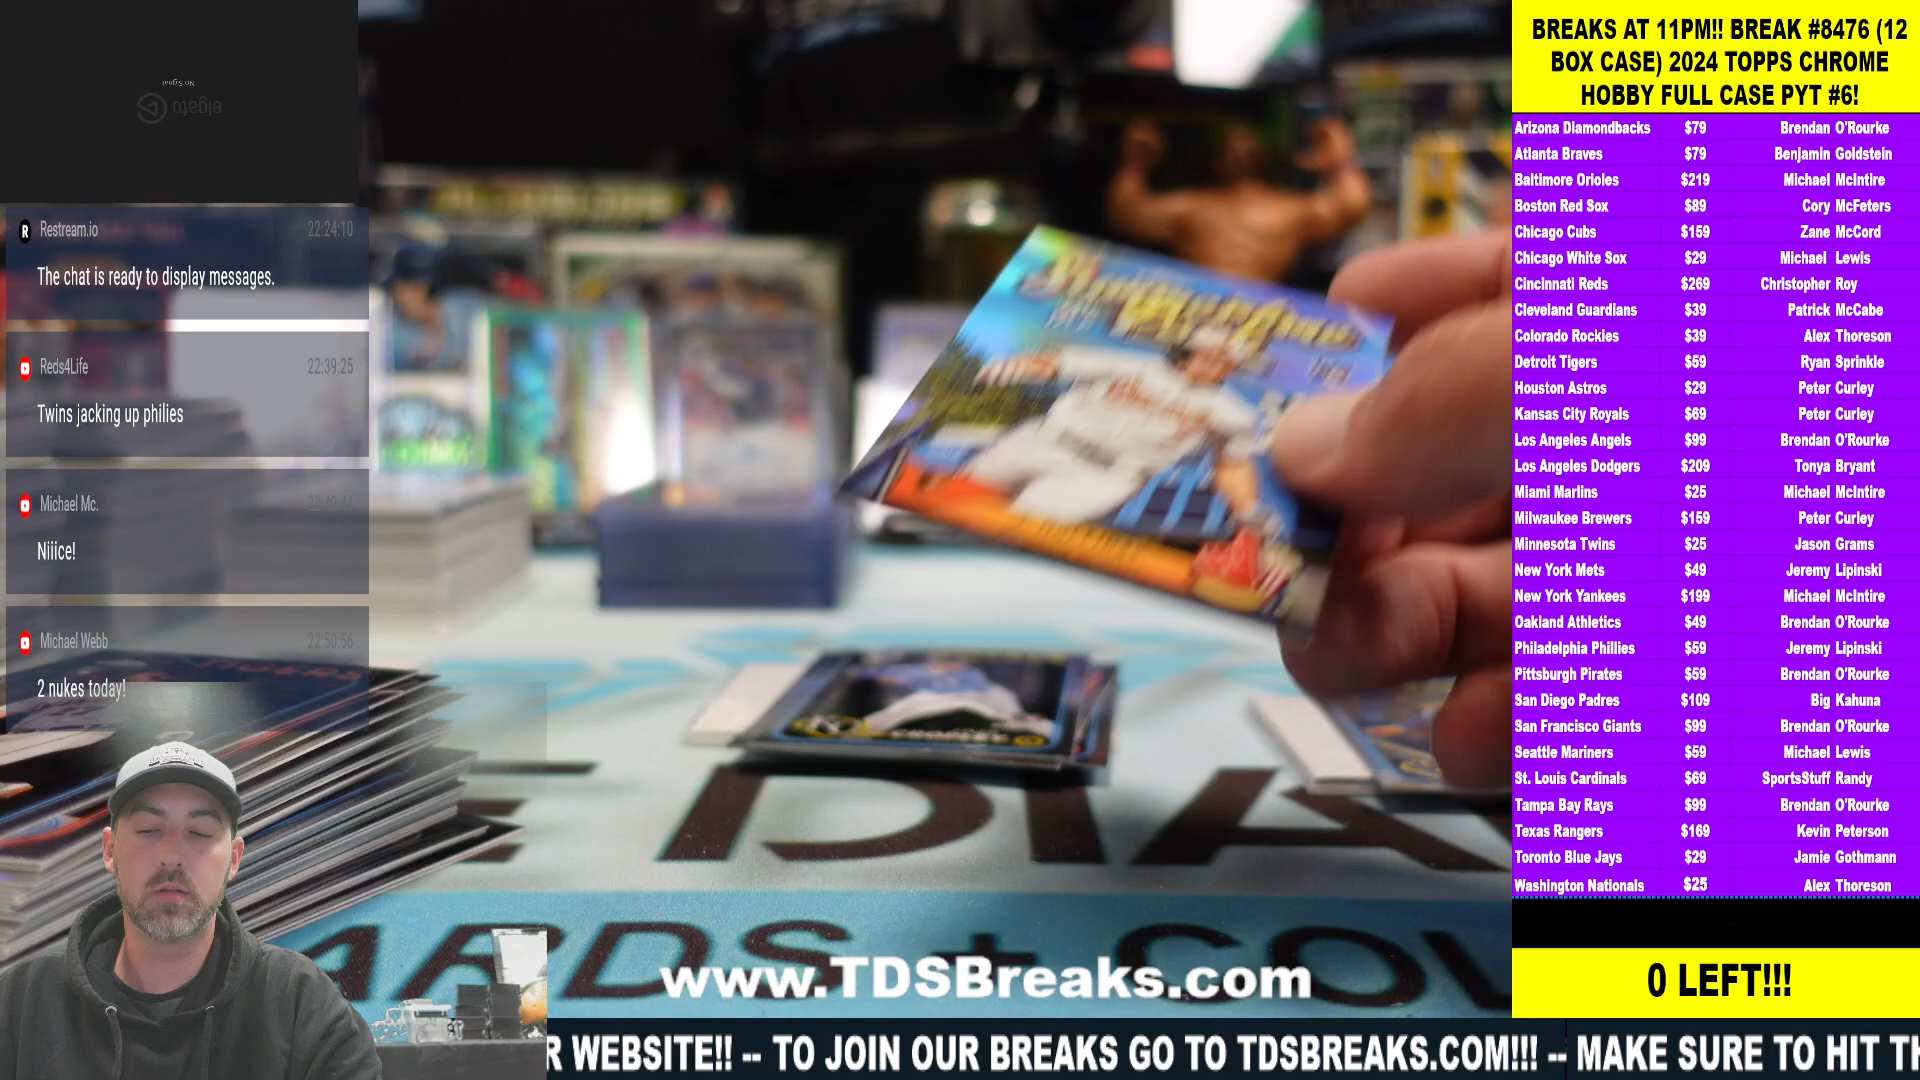 No Signal
elgato
Restream.io 22:24:10
The chat is ready to display messages.
Reds4Life 22:39:25
Twins jacking up philies
Michael Mc.
Niiice!
Michael Webb 22:50:56
2 nukes today!
BREAKS AT 11PM!! BREAK #8476 (12
BOX CASE) 2024 TOPPS CHROME
HOBBY FULL CASE PYT #6!
Arizona Diamondbacks $79 Brendan O'Rourke
Atlanta Braves $79 Benjamin Goldstein
Baltimore Orioles $219 Michael McIntire
Boston Red Sox $89 Cory McFeters
Chicago Cubs $159 Zane McCord
Chicago White Sox $29 Michael Lewis
Cincinnati Reds $269 Christopher Roy
Cleveland Guardians $39 Patrick McCabe
Colorado Rockies $39 Alex Thoreson
Detroit Tigers $59 Ryan Sprinkle
Houston Astros $29 Peter Curley
Kansas City Royals $69 Peter Curley
Los Angeles Angels $99 Brendan O'Rourke
Los Angeles Dodgers $209 Tonya Bryant
Miami Marlins $25 Michael McIntire
Milwaukee Brewers $159 Peter Curley
Minnesota Twins $25 Jason Grams
New York Mets $49 Jeremy Lipinski
New York Yankees $199 Michael McIntire
Oakland Athletics $49 Brendan O'Rourke
Philadelphia Phillies $59 Jeremy Lipinski
Pittsburgh Pirates $59 Brendan O'Rourke
San Diego Padres $109 Big Kahuna
San Francisco Giants $99 Brendan O'Rourke
Seattle Mariners $59 Michael Lewis
St. Louis Cardinals $69 SportsStuff Randy
Tampa Bay Rays $99 Brendan O'Rourke
Texas Rangers $169 Kevin Peterson
Toronto Blue Jays $29 Jamie Gothmann
Washington Nationals $25 Alex Thoreson
0 LEFT!!!
E DIA
ARDS + CO
www.TDSBreaks.com
R WEBSITE!! -- TO JOIN OUR BREAKS GO TO TDSBREAKS.COM!!! -- MAKE SURE TO HIT TH